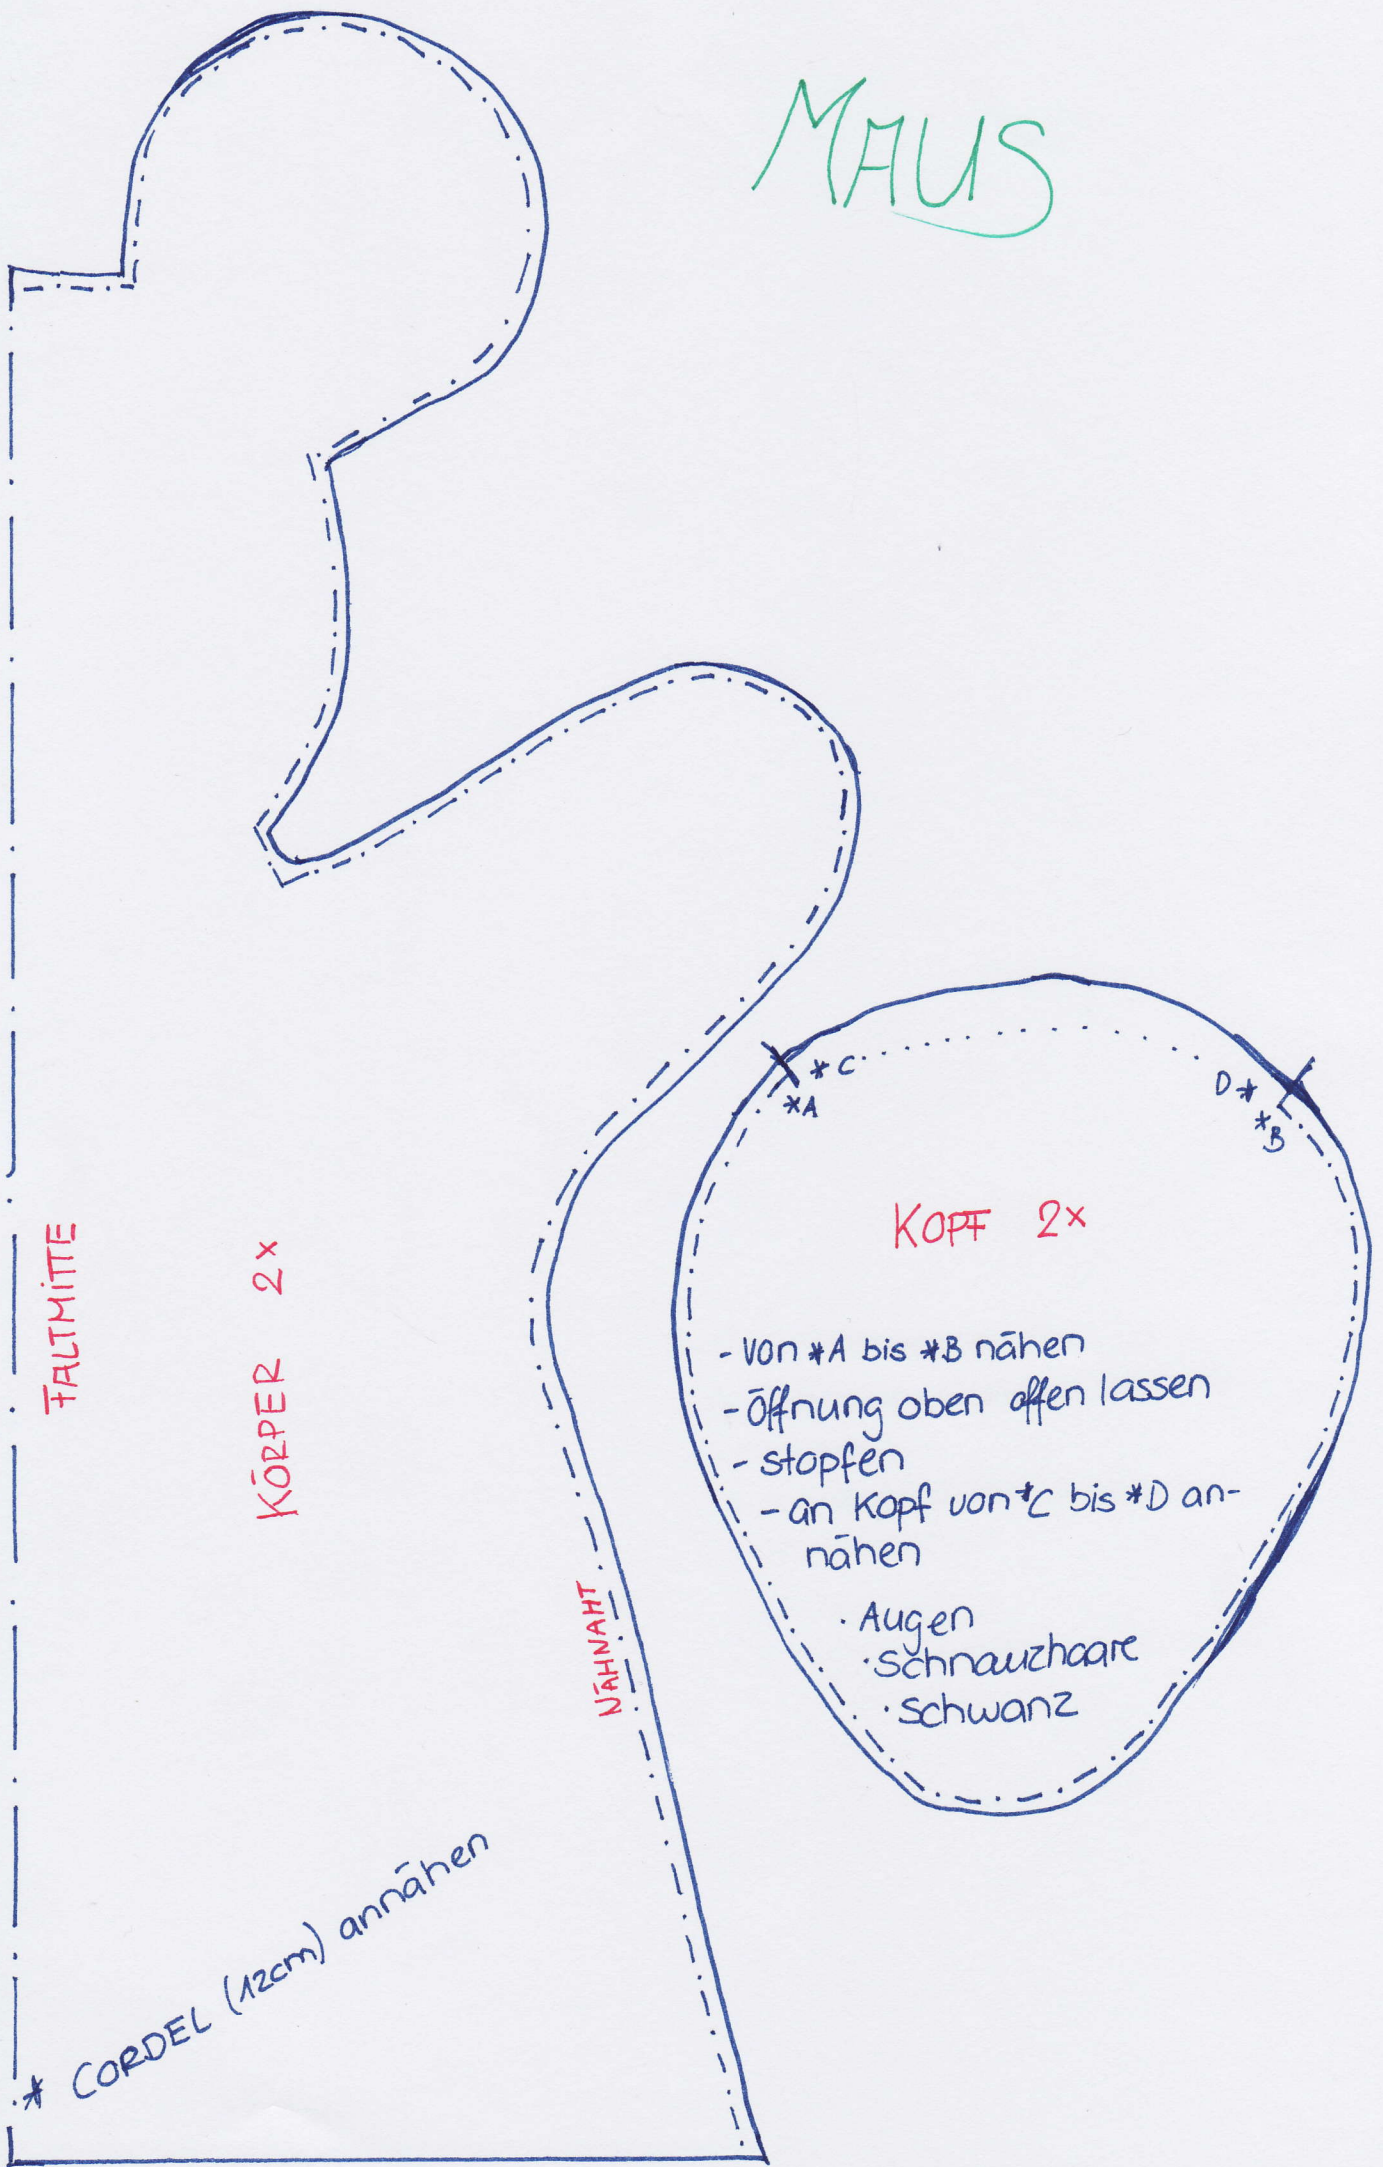 MAUS
*C
*A
D*
*B
KOPF 2x
- von *A bis *B nähen
- Öffnung oben offen lassen
- stopfen
- an Kopf von *C bis *D an-
nähen
· Augen
· Schnauzhaare
· Schwanz
FALTMITTE
KÖRPER 2x
NÄHNAHT
* CORDEL (12cm) annähen